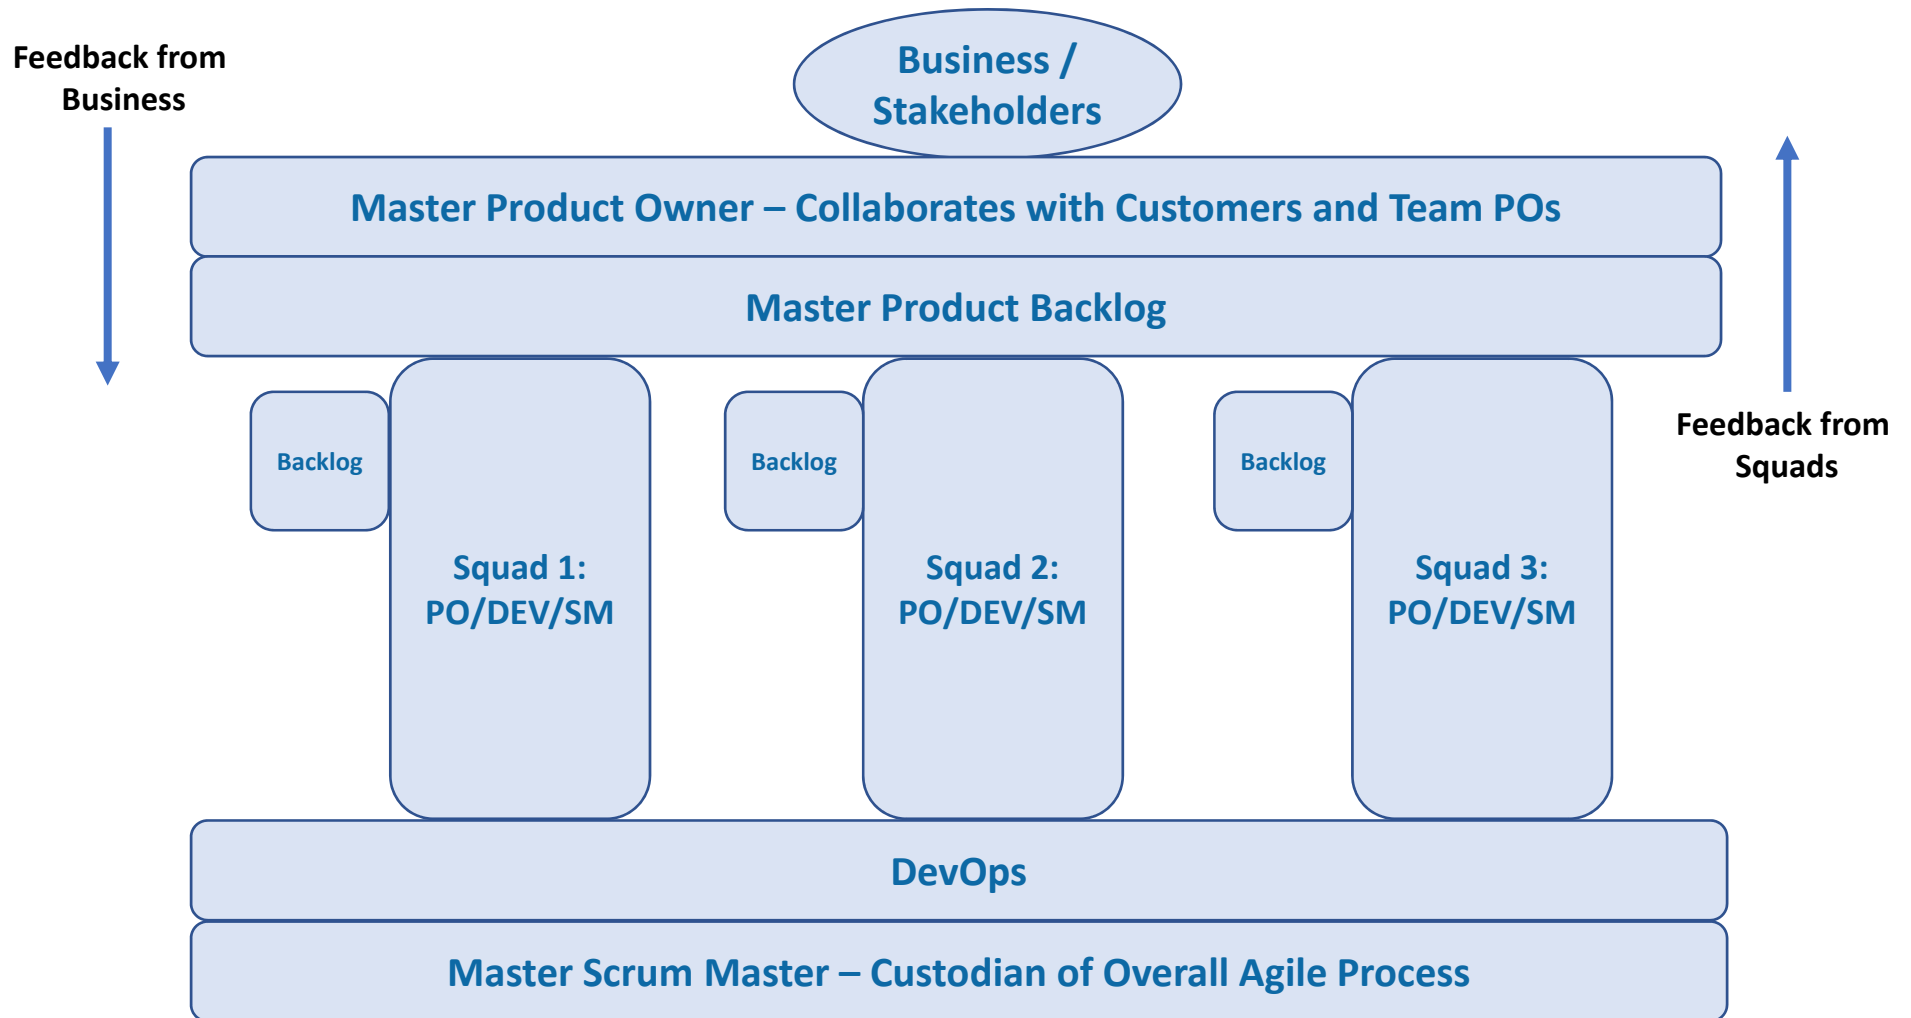 Feedback from
Business
Business /
Stakeholders
Master Product Owner – Collaborates with Customers and Team POs
Master Product Backlog
Backlog
Backlog
Backlog
Feedback from
Squads
Squad 1:
PO/DEV/SM
Squad 2:
PO/DEV/SM
Squad 3:
PO/DEV/SM
DevOps
Master Scrum Master – Custodian of Overall Agile Process